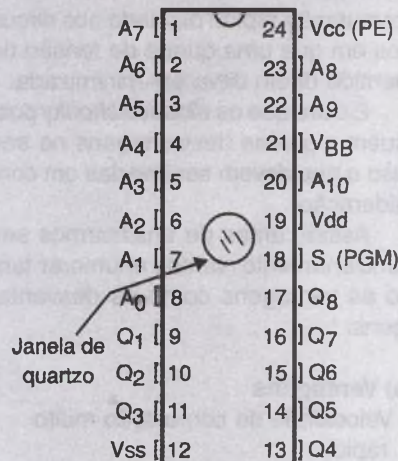 A7 1 24 Vcc (PE)
A6 2 23 A8
A5 3 22 A9
A4 4 21 VBB
A3 5 20 A10
A2 6 19 Vdd
A1 7 18 S (PGM)
A0 8 17 Q8
Janela de
quartzo
Q1 9 16 Q7
Q2 10 15 Q6
Q3 11 14 Q5
Vss 12 13 Q4